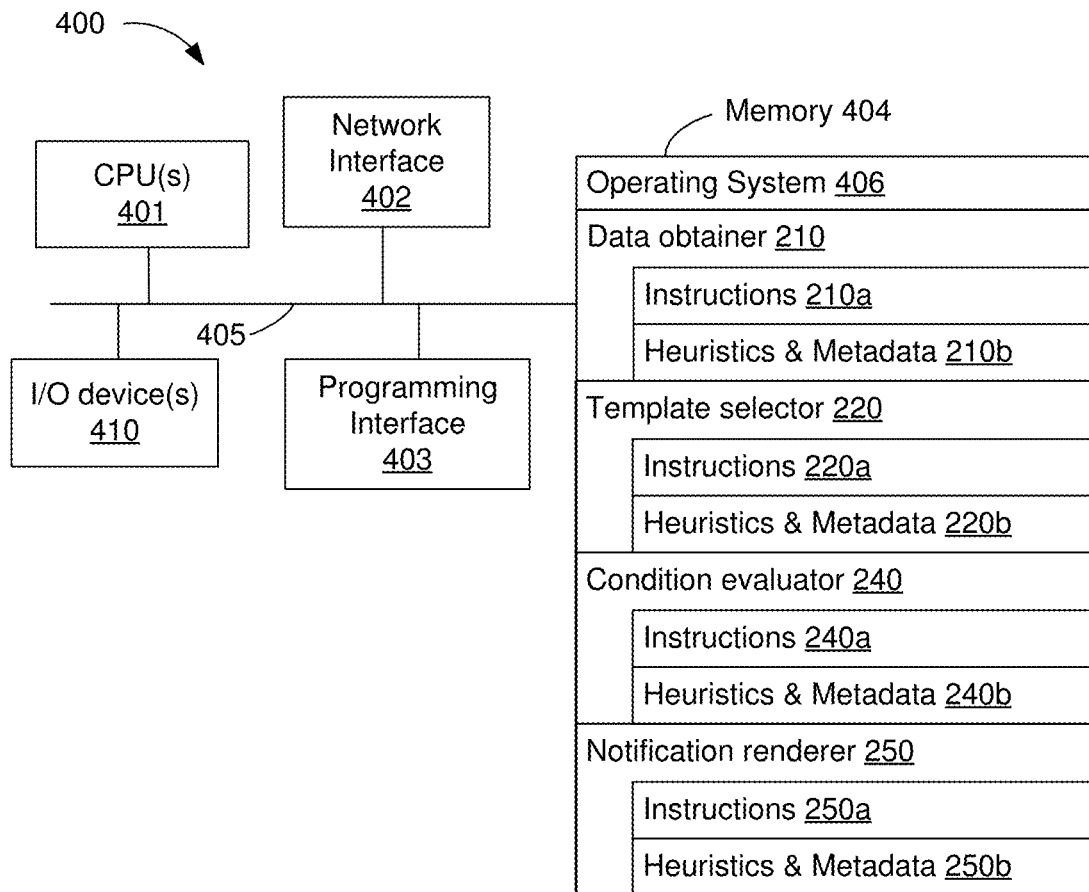 400
Network
Interface
402
CPU(s)
401
Memory 404
Operating System 406
Data obtainer 210
Instructions 210a
405
Heuristics & Metadata 210b
I/O device(s)
410
Programming
Interface
403
Template selector 220
Instructions 220a
Heuristics & Metadata 220b
Condition evaluator 240
Instructions 240a
Heuristics & Metadata 240b
Notification renderer 250
Instructions 250a
Heuristics & Metadata 250b